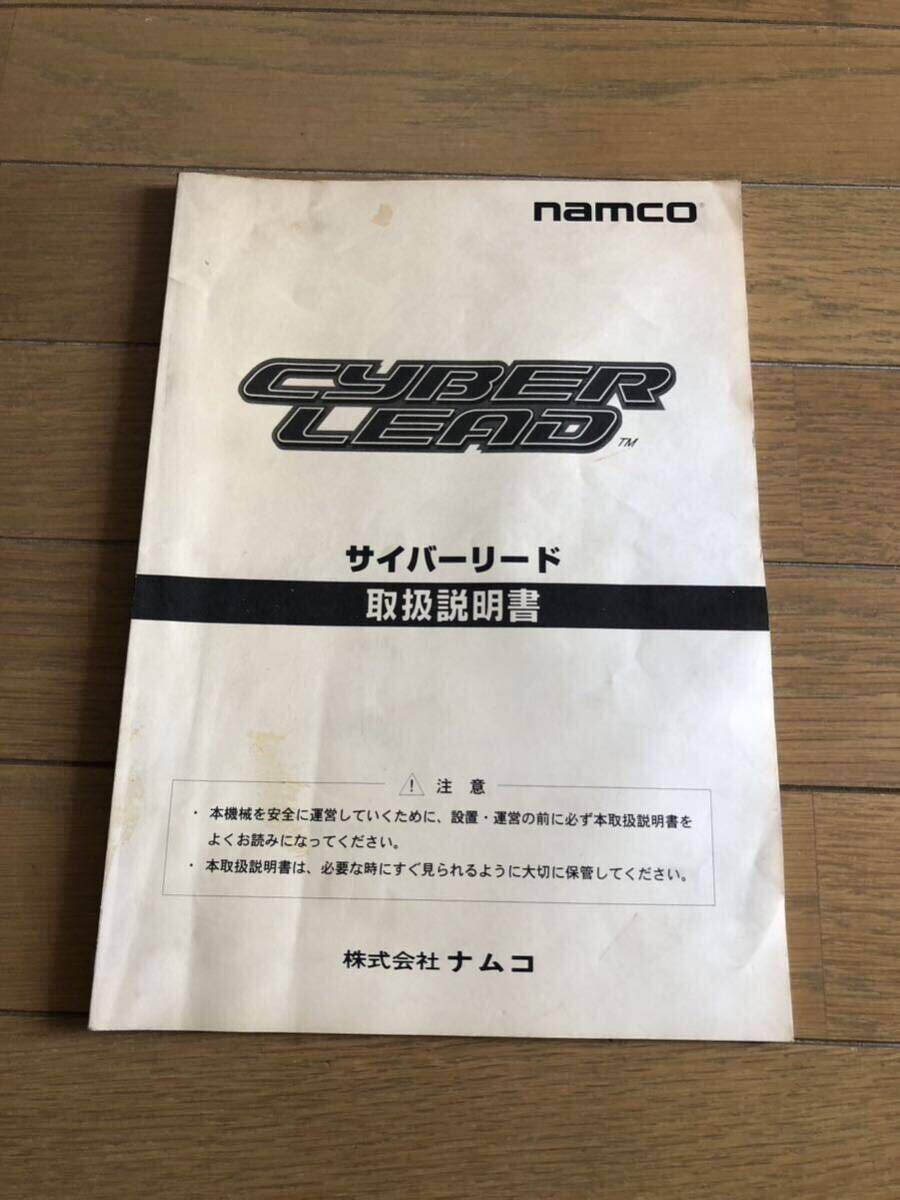 namco®
CYBER
LEAD™
サイバーリード
取扱説明書
⚠ 注 意
・ 本機械を安全に運営していくために、設置・運営の前に必ず本取扱説明書を
よくお読みになってください。
・ 本取扱説明書は、必要な時にすぐ見られるように大切に保管してください。
株式会社 ナムコ